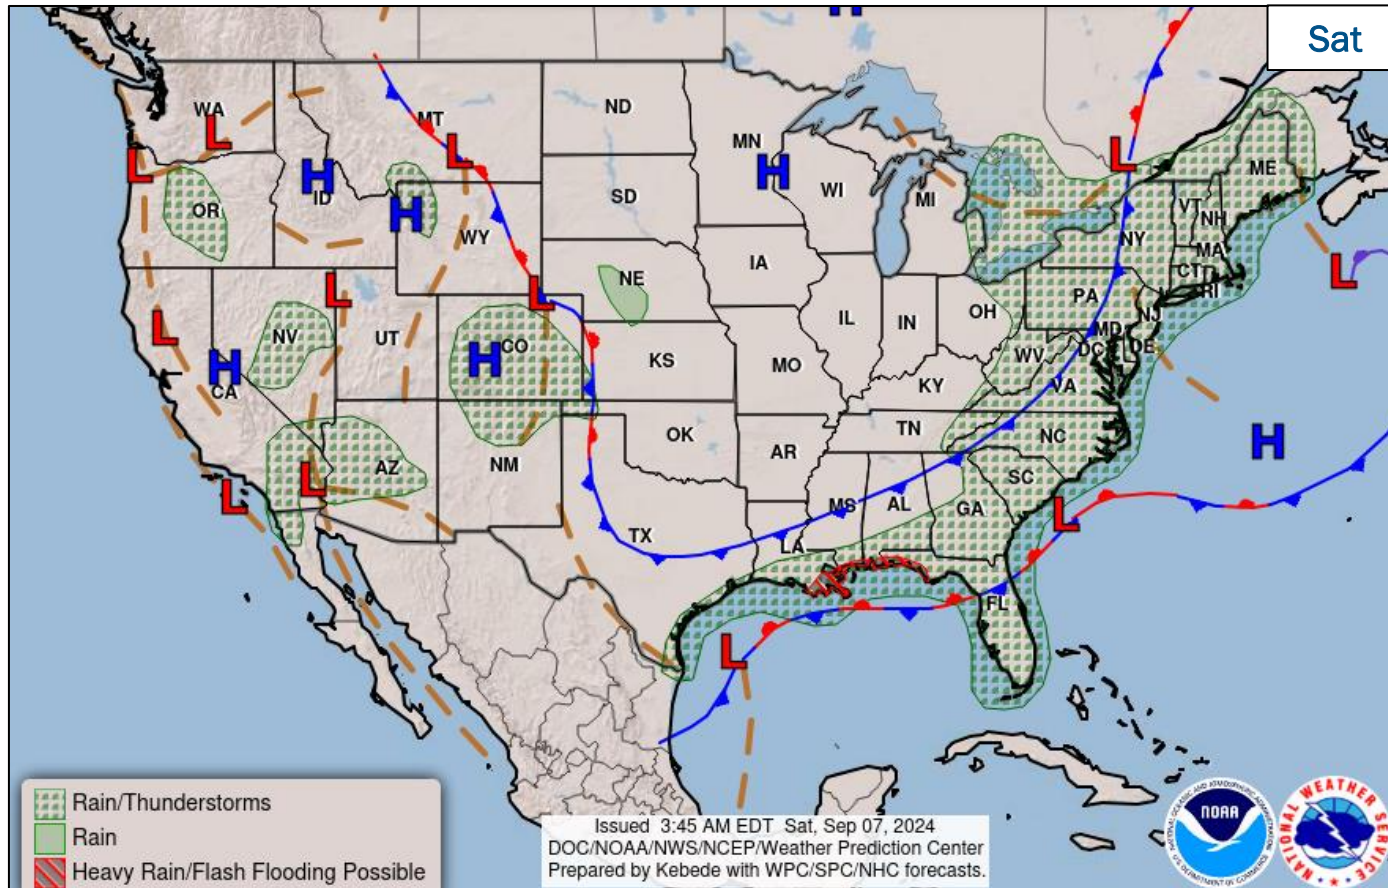 H
Sat
WA
L
L
MT
L
ND
MN
H
WI
MI
L
ME
VT
NH
H
ID
H
OR
WY
SD
NY
MA
CT
RI
L
IA
NE
L
L
L
H
CA
NV
UT
H
CO
KS
MO
IL
IN
OH
PA
NJ
MD
DE
DC
WV
VA
KY
H
L
L
AZ
NM
OK
AR
TN
NC
SC
TX
LA
MS
AL
GA
L
FL
L
Rain/Thunderstorms
Rain
Heavy Rain/Flash Flooding Possible
Issued 3:45 AM EDT Sat, Sep 07, 2024
DOC/NOAA/NWS/NCEP/Weather Prediction Center
Prepared by Kebede with WPC/SPC/NHC forecasts.
NOAA
NATIONAL WEATHER SERVICE